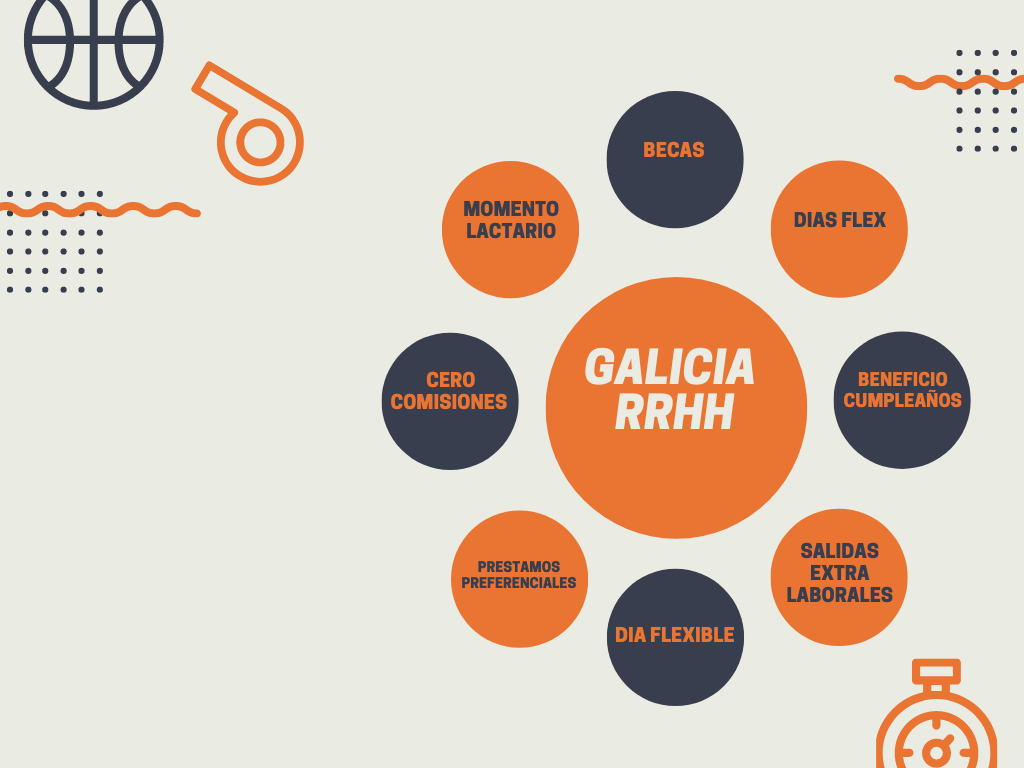 BECAS
MOMENTO
LACTARIO
DIAS FLEX
GALICIA
RRHH
CERO
COMISIONES
BENEFICIO
CUMPLEAÑOS
PRESTAMOS
PREFERENCIALES
SALIDAS
EXTRA
LABORALES
DIA FLEXIBLE